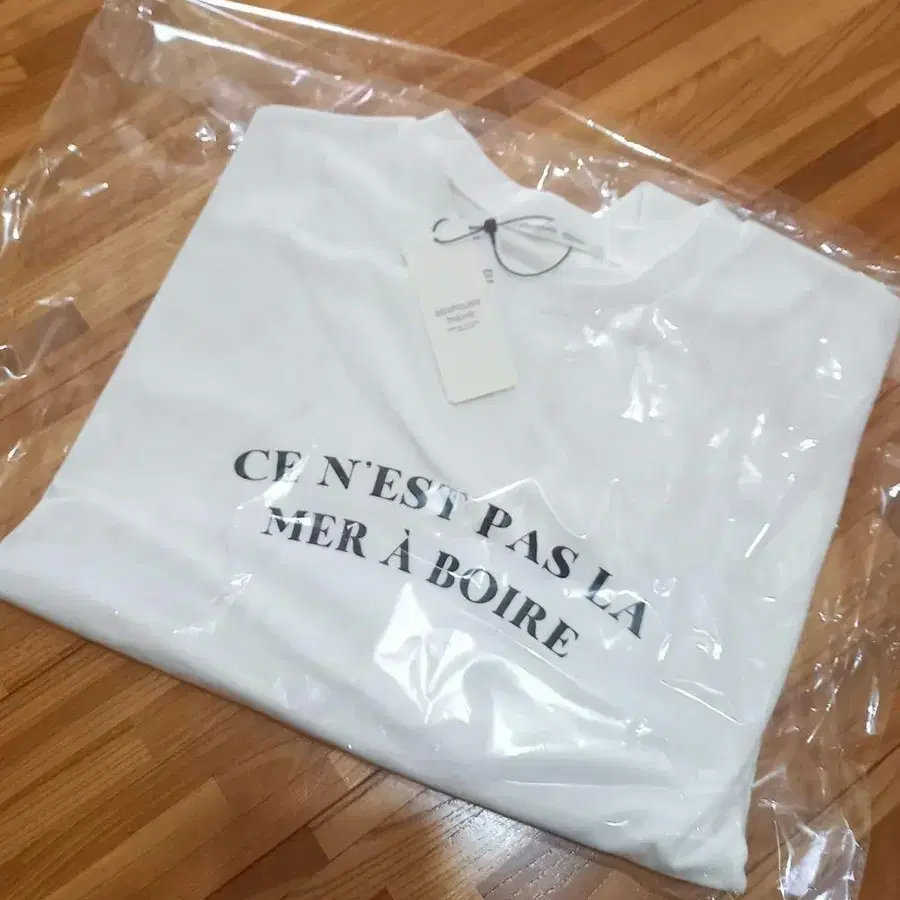 CE N'EST PAS LA
MER À BOIRE